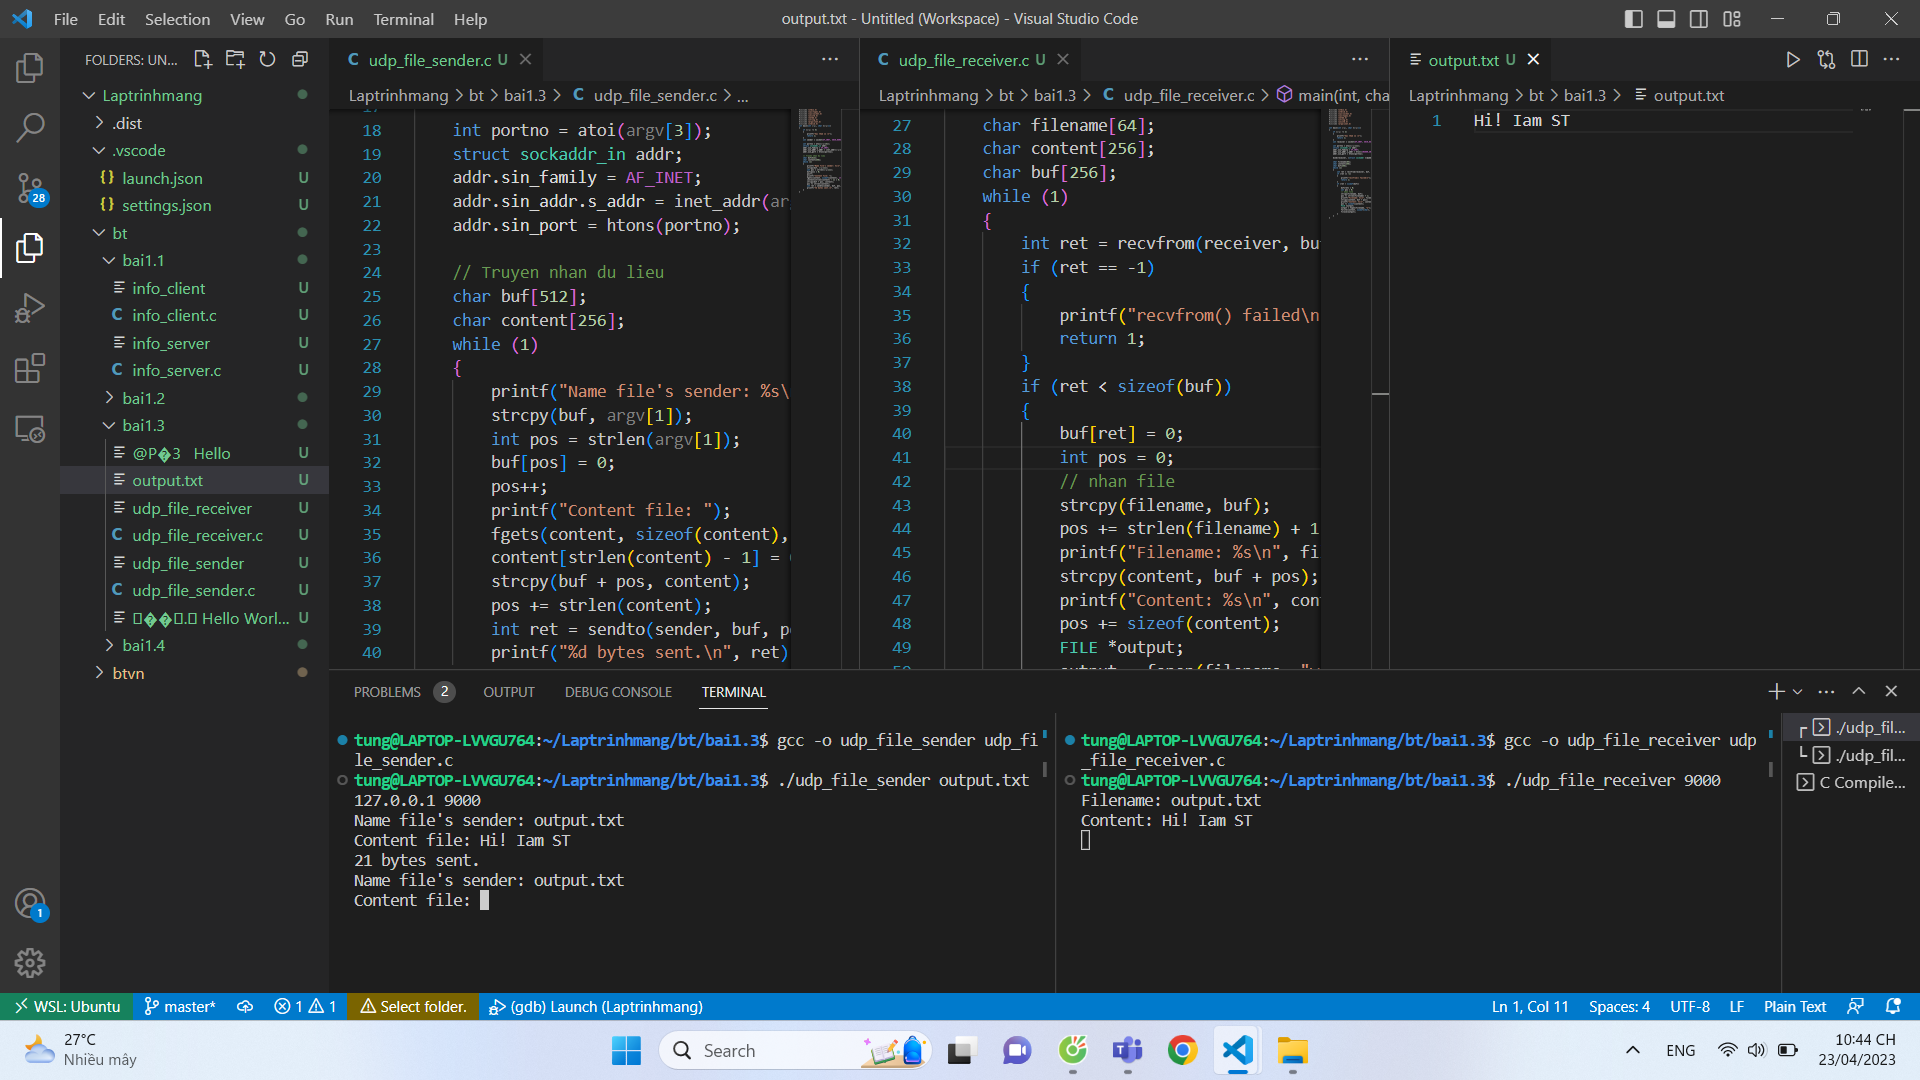 File Edit Selection View Go Run Terminal Help
output.txt - Untitled (Workspace) - Visual Studio Code
FOLDERS: UN...
Laptrinhmang
.dist
.vscode
launch.json U
settings.json U
bt
bai1.1
info_client U
info_client.c U
info_server U
info_server.c U
bai1.2
bai1.3
@P�3 Hello U
output.txt U
udp_file_receiver U
udp_file_receiver.c U
udp_file_sender U
udp_file_sender.c U
Hello Worl... U
bai1.4
btvn
28
1
udp_file_sender.c U
Laptrinhmang > bt > bai1.3 > C udp_file_sender.c > ...
18 int portno = atoi(argv[3]);
19 struct sockaddr_in addr;
20 addr.sin_family = AF_INET;
21 addr.sin_addr.s_addr = inet_addr(ar
22 addr.sin_port = htons(portno);
23
24 // Truyen nhan du lieu
25 char buf[512];
26 char content[256];
27 while (1)
28 {
29 printf("Name file's sender: %s\
30 strcpy(buf, argv[1]);
31 int pos = strlen(argv[1]);
32 buf[pos] = 0;
33 pos++;
34 printf("Content file: ");
35 fgets(content, sizeof(content),
36 content[strlen(content) - 1] =
37 strcpy(buf + pos, content);
38 pos += strlen(content);
39 int ret = sendto(sender, buf, p
40 printf("%d bytes sent.\n", ret)
udp_file_receiver.c U
Laptrinhmang > bt > bai1.3 > C udp_file_receiver.c > main(int, cha
27 char filename[64];
28 char content[256];
29 char buf[256];
30 while (1)
31 {
32 int ret = recvfrom(receiver, bu
33 if (ret == -1)
34 {
35 printf("recvfrom() failed\n
36 return 1;
37 }
38 if (ret < sizeof(buf))
39 {
40 buf[ret] = 0;
41 int pos = 0;
42 // nhan file
43 strcpy(filename, buf);
44 pos += strlen(filename) + 1
45 printf("Filename: %s\n", fi
46 strcpy(content, buf + pos);
47 printf("Content: %s\n", con
48 pos += sizeof(content);
49 FILE *output;
output.txt U
Laptrinhmang > bt > bai1.3 > output.txt
1 Hi! Iam ST
PROBLEMS 2 OUTPUT DEBUG CONSOLE TERMINAL
tung@LAPTOP-LVVGU764:~/Laptrinhmang/bt/bai1.3$ gcc -o udp_file_sender udp_fi
le_sender.c
tung@LAPTOP-LVVGU764:~/Laptrinhmang/bt/bai1.3$ ./udp_file_sender output.txt
127.0.0.1 9000
Name file's sender: output.txt
Content file: Hi! Iam ST
21 bytes sent.
Name file's sender: output.txt
Content file:
tung@LAPTOP-LVVGU764:~/Laptrinhmang/bt/bai1.3$ gcc -o udp_file_receiver udp
_file_receiver.c
tung@LAPTOP-LVVGU764:~/Laptrinhmang/bt/bai1.3$ ./udp_file_receiver 9000
Filename: output.txt
Content: Hi! Iam ST
./udp_fil...
./udp_fil...
C Compile...
WSL: Ubuntu master* 1 1 Select folder. (gdb) Launch (Laptrinhmang)
Ln 1, Col 11 Spaces: 4 UTF-8 LF Plain Text
27°C
Nhiều mây
Search
ENG
10:44 CH
23/04/2023